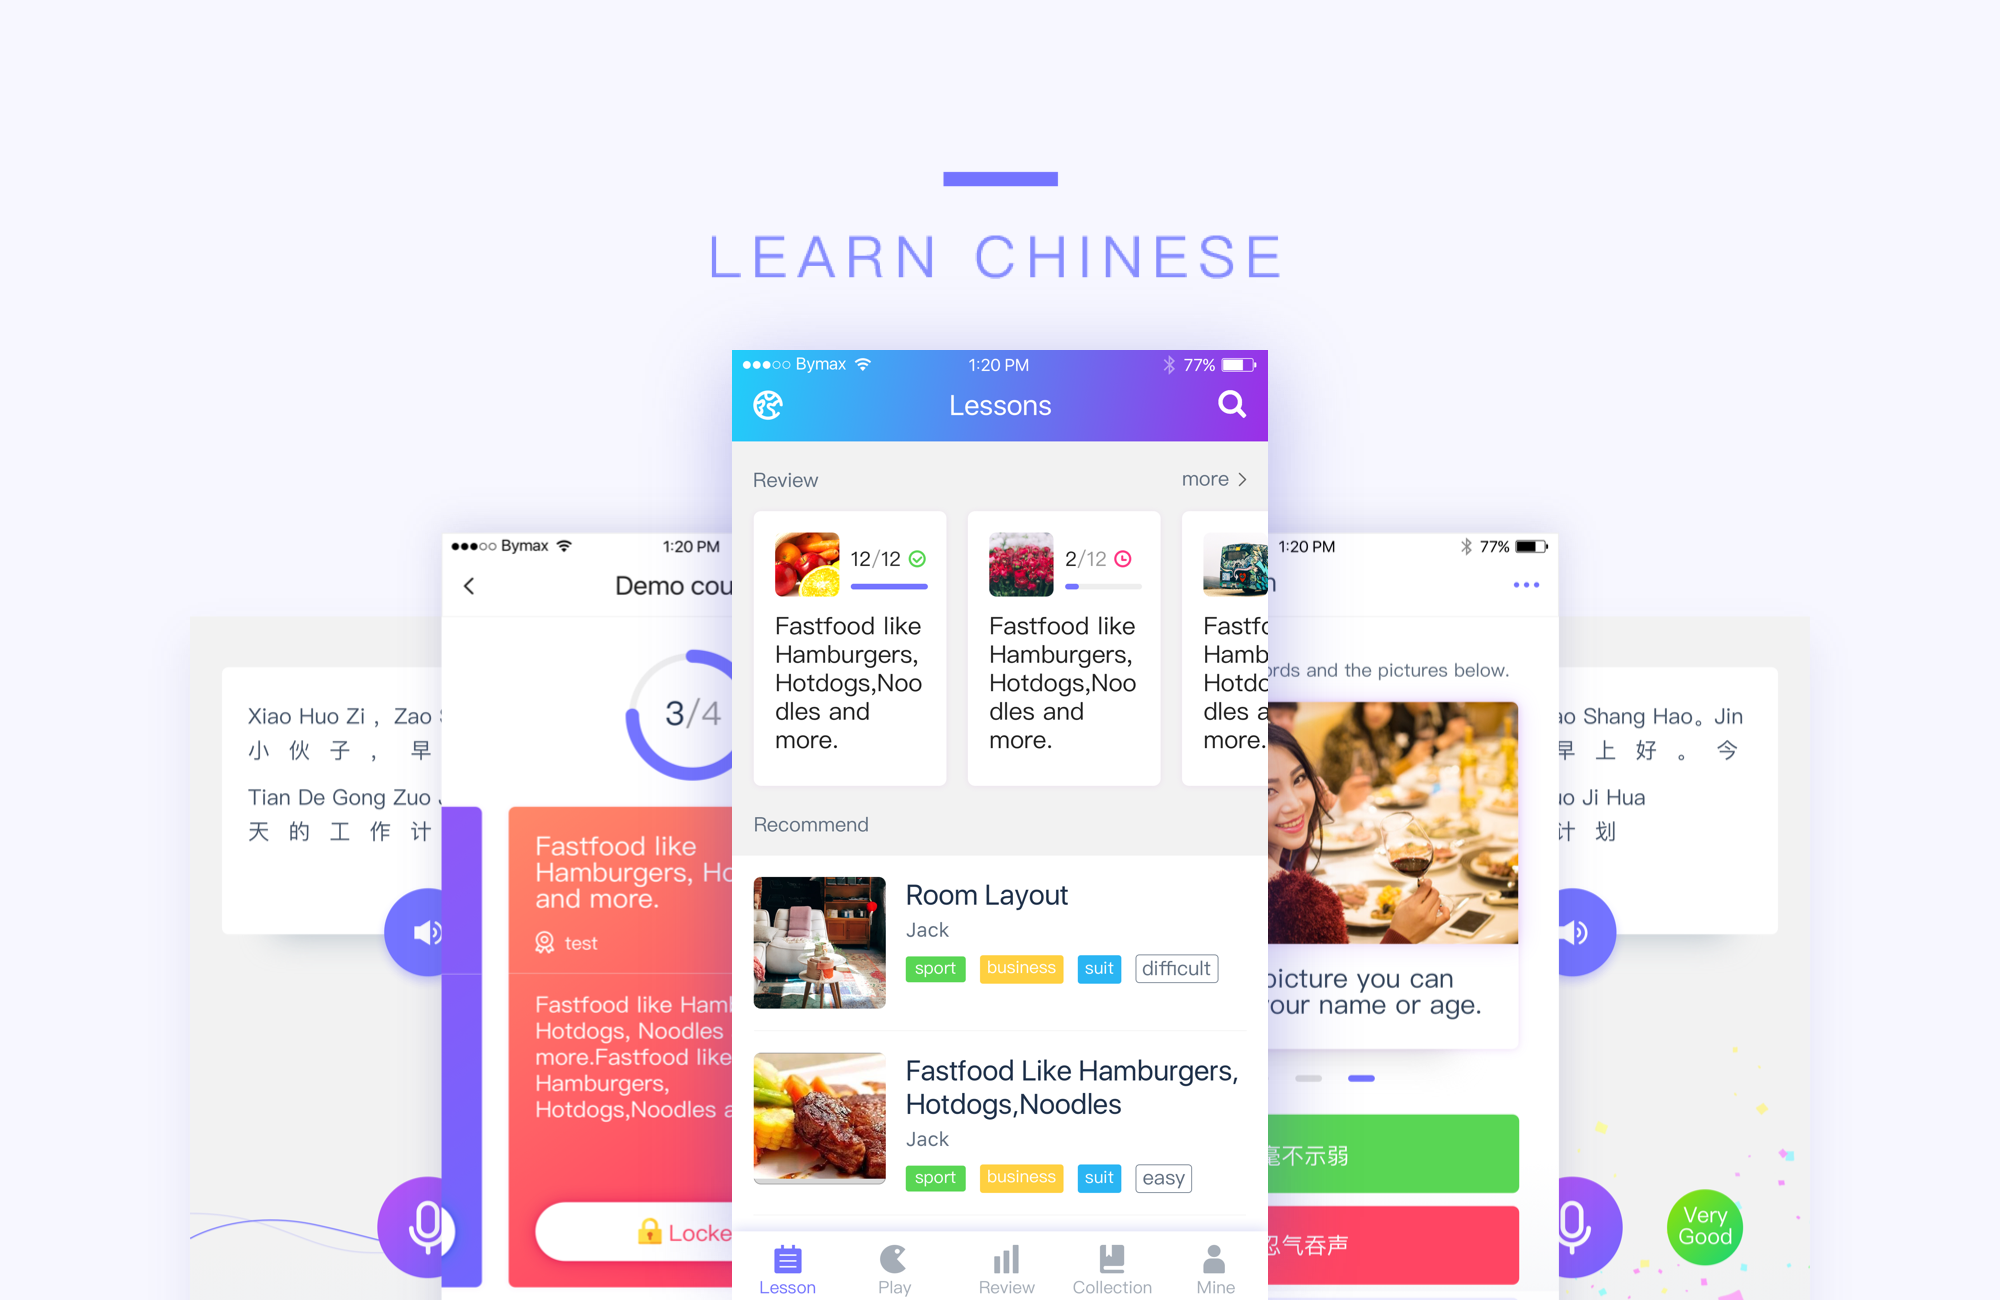 LEARN CHINESE
Bymax 1:20 PM 77%
Lessons
Review more
12/12
Fastfood like
Hamburgers,
Hotdogs,Noo
dles and
more.
2/12
Fastfood like
Hamburgers,
Hotdogs,Noo
dles and
more.
Fastfo
Hamb
Hotdo
dles a
more.
Recommend
Room Layout
Jack
sport business suit difficult
Fastfood Like Hamburgers,
Hotdogs,Noodles
Jack
sport business suit easy
Lesson Play Review Collection Mine
Bymax 1:20 PM
Demo cou
3/4
Fastfood like
Hamburgers, Ho
and more.
test
Fastfood like Ham
Hotdogs, Noodles
more.Fastfood like
Hamburgers,
Hotdogs,Noodles a
Locke
1:20 PM 77%
rds and the pictures below.
picture you can
our name or age.
毫不示弱
忍气吞声
Xiao Huo Zi , Zao
小 伙 子 , 早
Tian De Gong Zuo
天 的 工 作 计
ao Shang Hao。Jin
早 上 好 。 今
uo Ji Hua
计 划
Very
Good